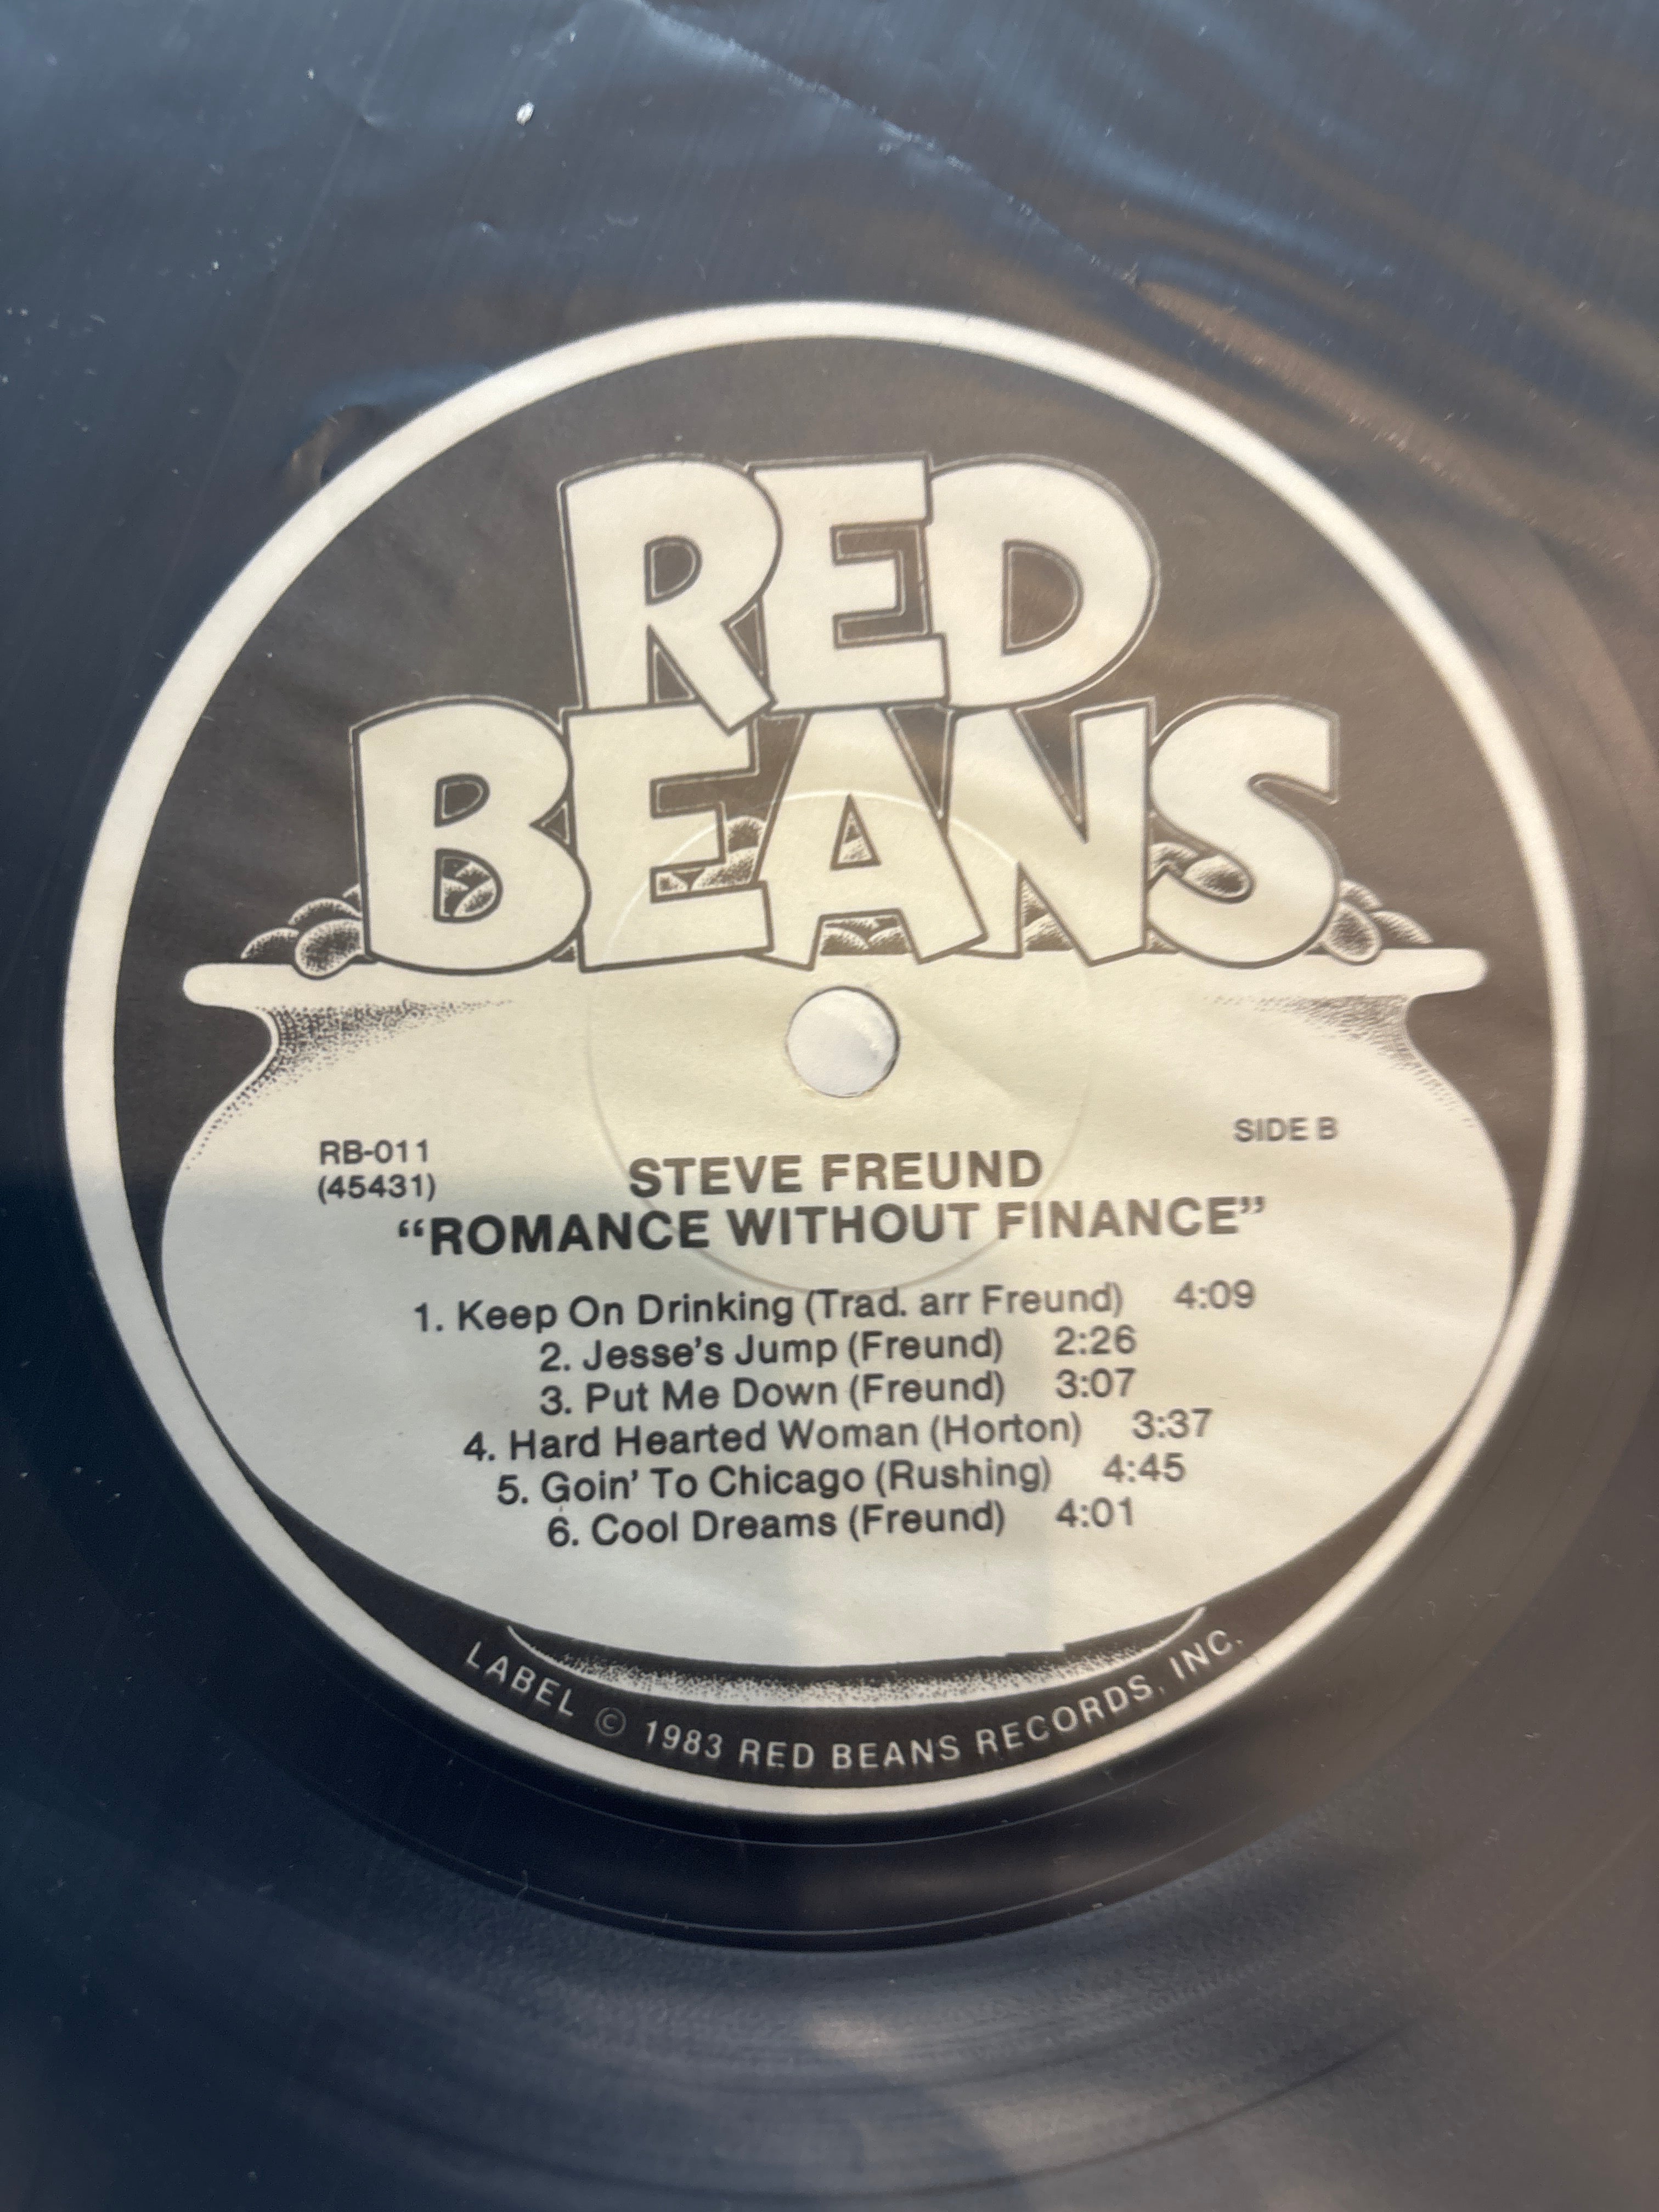 RED
BEANS
RB-011
(45431)
SIDE B
STEVE FREUND
“ROMANCE WITHOUT FINANCE”
1. Keep On Drinking (Trad. arr Freund) 4:09
2. Jesse's Jump (Freund) 2:26
3. Put Me Down (Freund) 3:07
4. Hard Hearted Woman (Horton) 3:37
5. Goin' To Chicago (Rushing) 4:45
6. Cool Dreams (Freund) 4:01
LABEL © 1983 RED BEANS RECORDS, INC.